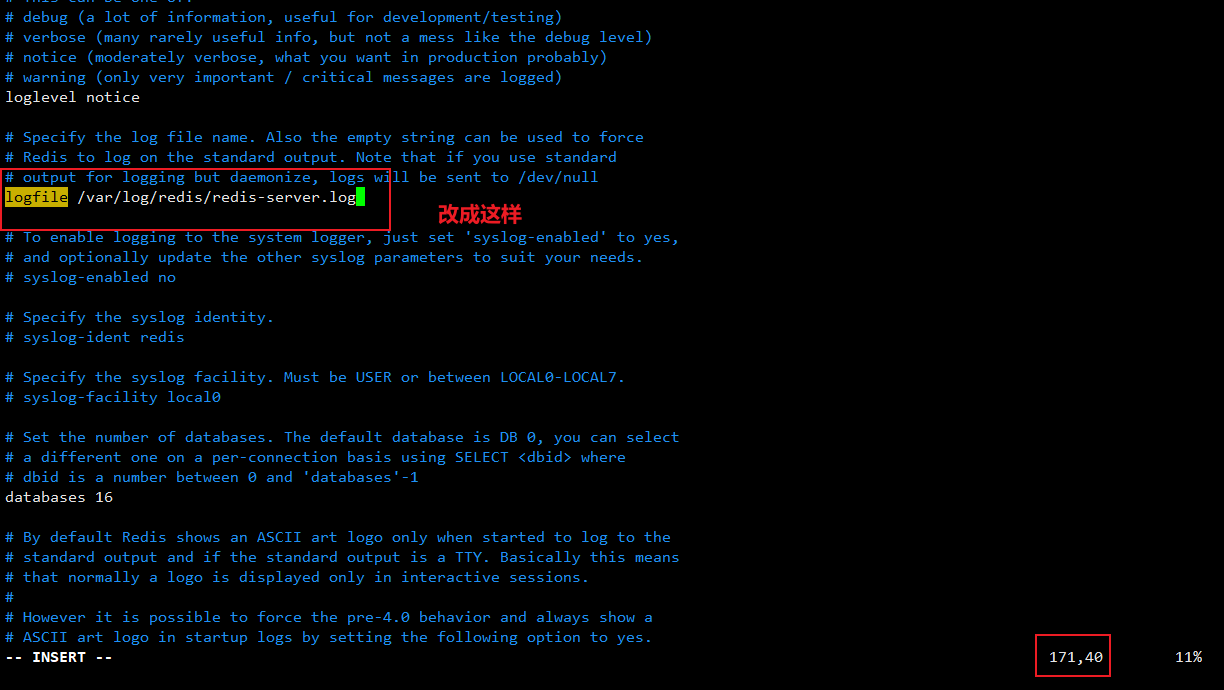 # This can be one of:
# debug (a lot of information, useful for development/testing)
# verbose (many rarely useful info, but not a mess like the debug level)
# notice (moderately verbose, what you want in production probably)
# warning (only very important / critical messages are logged)
loglevel notice
# Specify the log file name. Also the empty string can be used to force
# Redis to log on the standard output. Note that if you use standard
# output for logging but daemonize, logs will be sent to /dev/null
logfile /var/log/redis/redis-server.log
改成这样
# To enable logging to the system logger, just set 'syslog-enabled' to yes,
# and optionally update the other syslog parameters to suit your needs.
# syslog-enabled no
# Specify the syslog identity.
# syslog-ident redis
# Specify the syslog facility. Must be USER or between LOCAL0-LOCAL7.
# syslog-facility local0
# Set the number of databases. The default database is DB 0, you can select
# a different one on a per-connection basis using SELECT <dbid> where
# dbid is a number between 0 and 'databases'-1
databases 16
# By default Redis shows an ASCII art logo only when started to log to the
# standard output and if the standard output is a TTY. Basically this means
# that normally a logo is displayed only in interactive sessions.
#
# However it is possible to force the pre-4.0 behavior and always show a
# ASCII art logo in startup logs by setting the following option to yes.
-- INSERT -- 171,40 11%